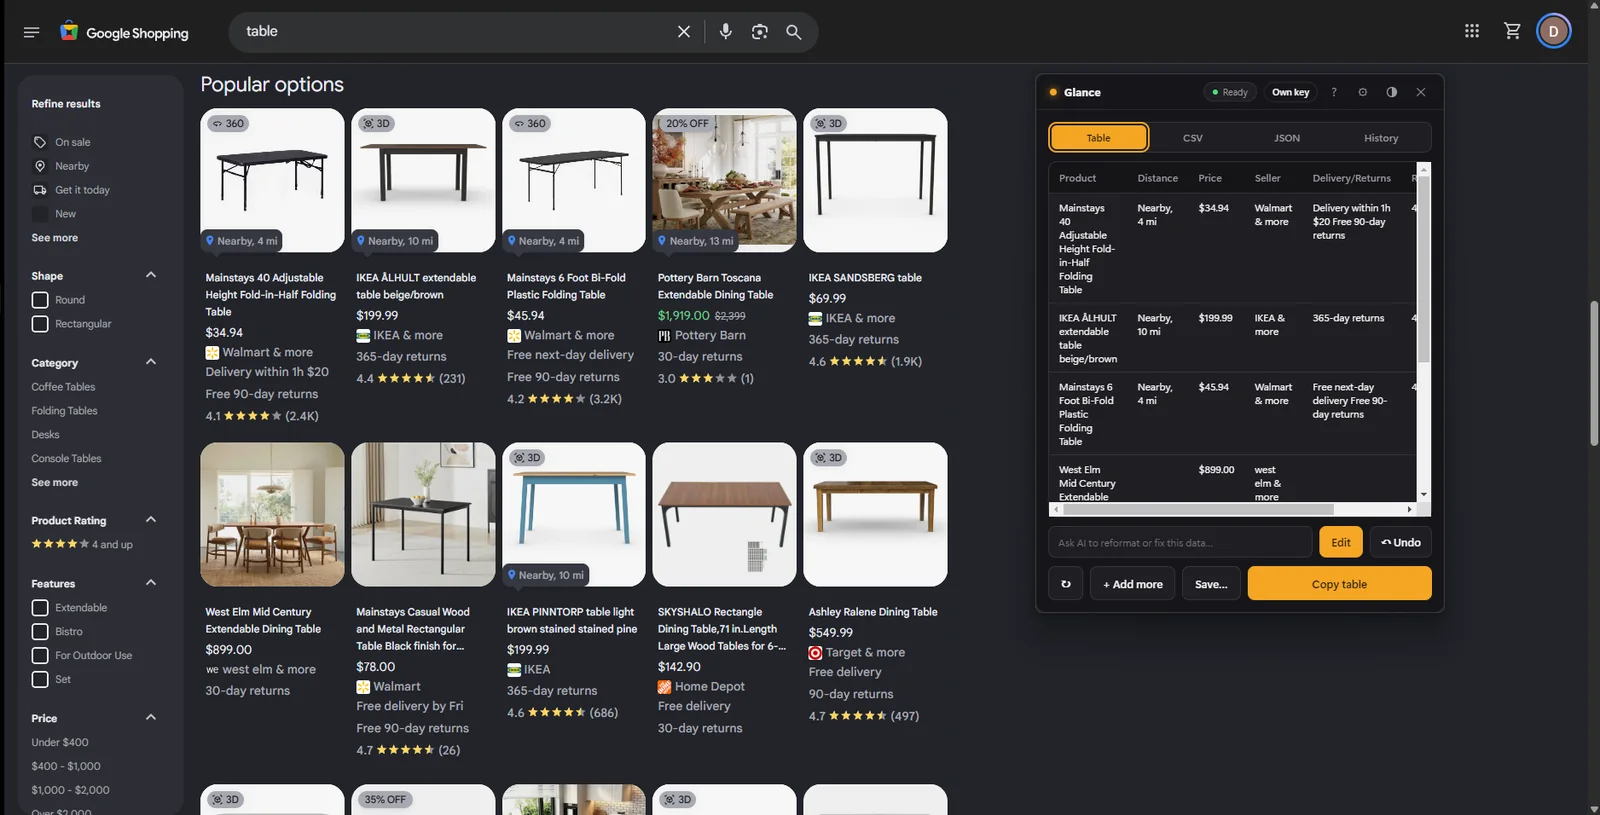 Google Shopping
table
D
Refine results
On sale
Nearby
Get it today
New
See more
Shape
Round
Rectangular
Category
Coffee Tables
Folding Tables
Desks
Console Tables
See more
Product Rating
4 and up
Features
Extendable
Bistro
For Outdoor Use
Set
Price
Under $400
$400 - $1,000
$1,000 - $2,000
Over $2,000
Popular options
360
Nearby, 4 mi
Mainstays 40 Adjustable
Height Fold-in-Half Folding
Table
$34.94
Walmart & more
Delivery within 1h $20
Free 90-day returns
4.1 (2.4K)
3D
Nearby, 10 mi
IKEA ÅLHULT extendable
table beige/brown
$199.99
IKEA & more
365-day returns
4.4 (231)
360
Nearby, 4 mi
Mainstays 6 Foot Bi-Fold
Plastic Folding Table
$45.94
Walmart & more
Free next-day delivery
Free 90-day returns
4.2 (3.2K)
20% OFF
Nearby, 13 mi
Pottery Barn Toscana
Extendable Dining Table
$1,919.00 $2,399
Pottery Barn
30-day returns
3.0 (1)
3D
IKEA SANDSBERG table
$69.99
IKEA & more
365-day returns
4.6 (1.9K)
West Elm Mid Century
Extendable Dining Table
$899.00
we west elm & more
30-day returns
Mainstays Casual Wood
and Metal Rectangular
Table Black finish for...
$78.00
Walmart
Free delivery by Fri
Free 90-day returns
4.7 (26)
3D
Nearby, 10 mi
IKEA PINNTORP table light
brown stained stained pine
$199.99
IKEA
365-day returns
4.6 (686)
SKYSHALO Rectangle
Dining Table,71 in.Length
Large Wood Tables for 6-...
$142.90
Home Depot
Free delivery
30-day returns
3D
Ashley Ralene Dining Table
$549.99
Target & more
Free delivery
90-day returns
4.7 (497)
3D
35% OFF
3D
Glance
Ready
Own key
?
Table
CSV
JSON
History
Product Distance Price Seller Delivery/Returns R
Mainstays
40
Adjustable
Height Fold-
in-Half
Folding
Table
Nearby,
4 mi
$34.94
Walmart
& more
Delivery within 1h
$20 Free 90-day
returns
4
IKEA ÅLHULT
extendable
table
beige/brown
Nearby,
10 mi
$199.99
IKEA &
more
365-day returns
4
Mainstays 6
Foot Bi-Fold
Plastic
Folding
Table
Nearby,
4 mi
$45.94
Walmart
& more
Free next-day
delivery Free 90-
day returns
4
West Elm
Mid Century
Extendable
$899.00
west
elm &
more
Ask AI to reformat or fix this data...
Edit
Undo
+ Add more
Save...
Copy table